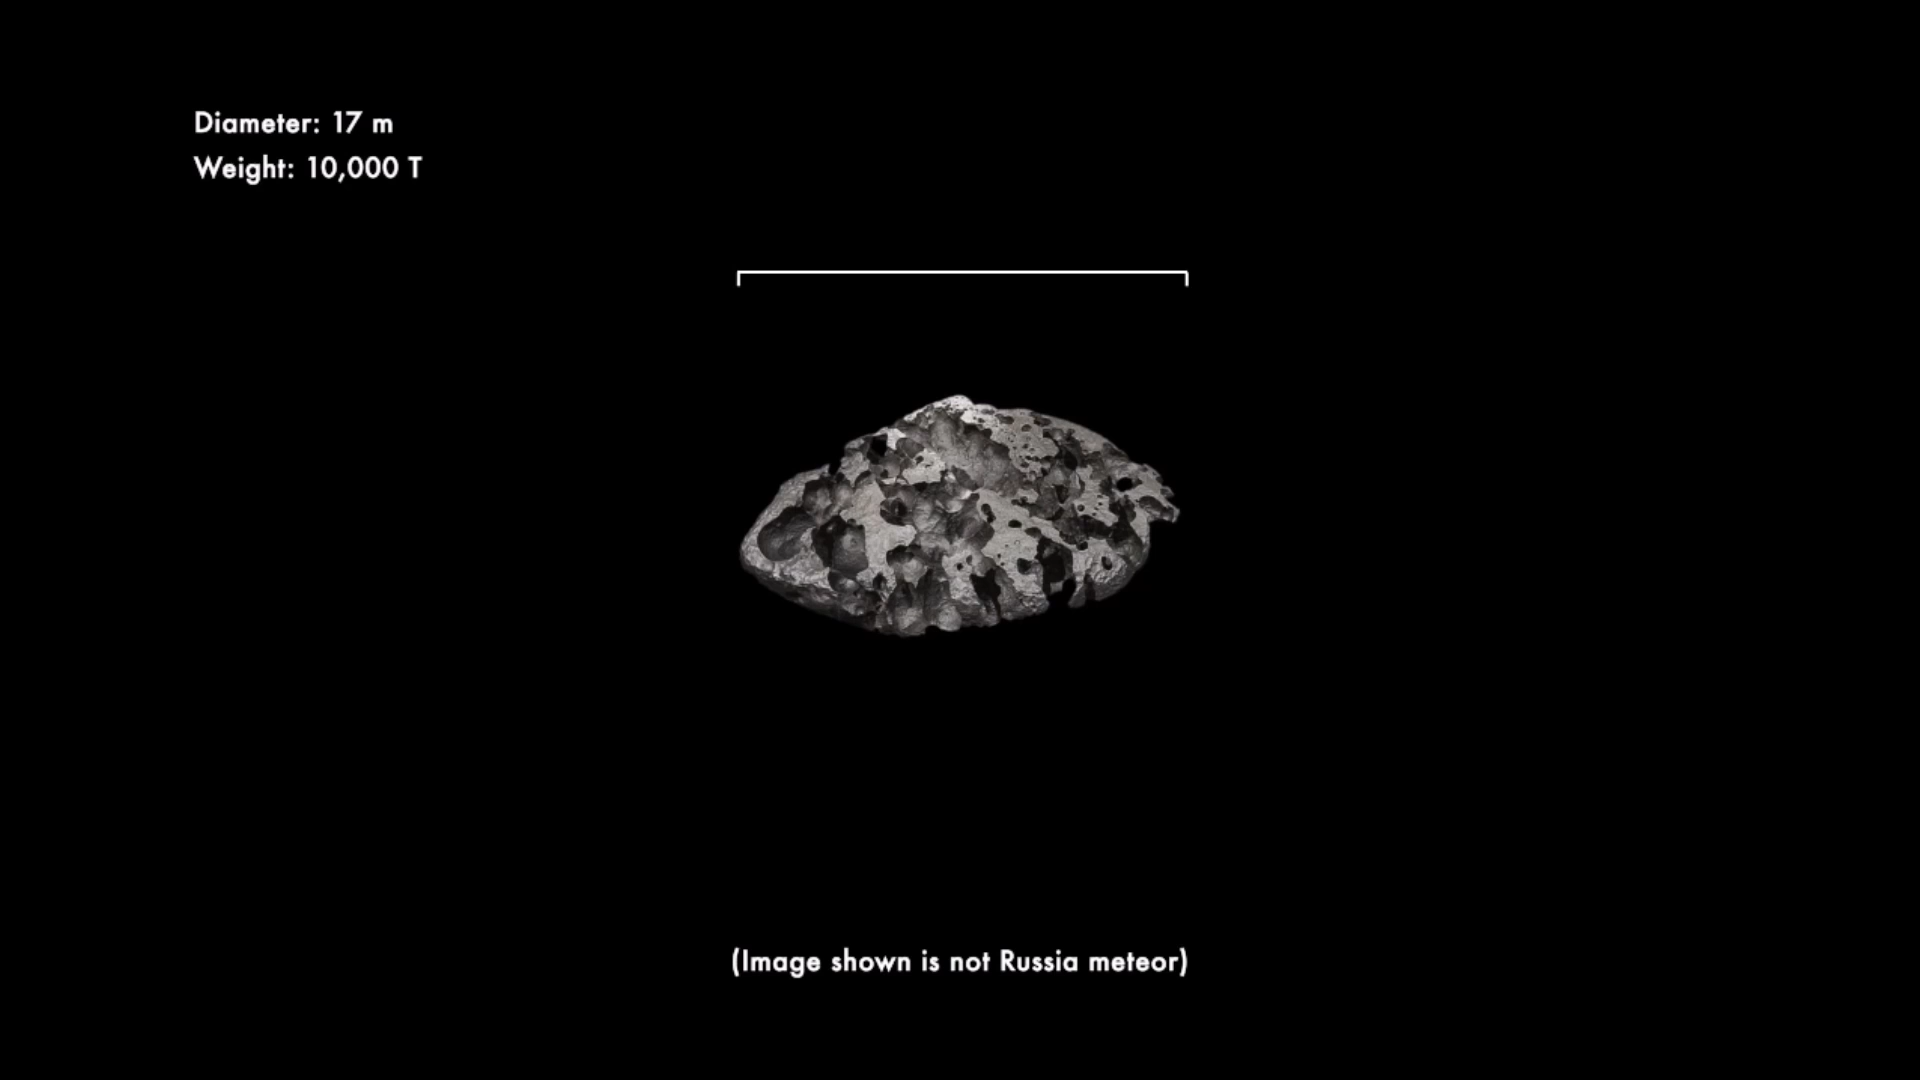 Diameter: 17 m
Weight: 10,000 T
(Image shown is not Russia meteor)